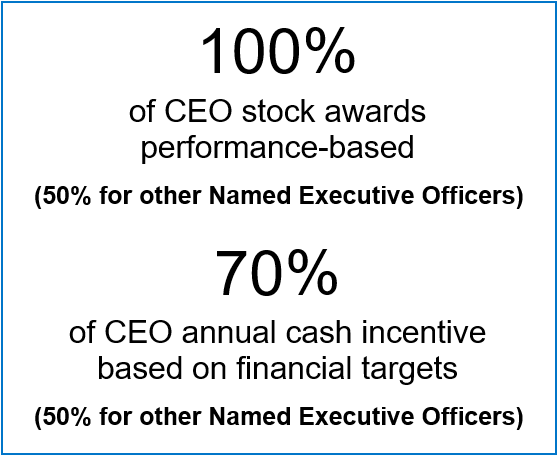 100%
of CEO stock awards
performance-based
(50% for other Named Executive Officers)
70%
of CEO annual cash incentive
based on financial targets
(50% for other Named Executive Officers)